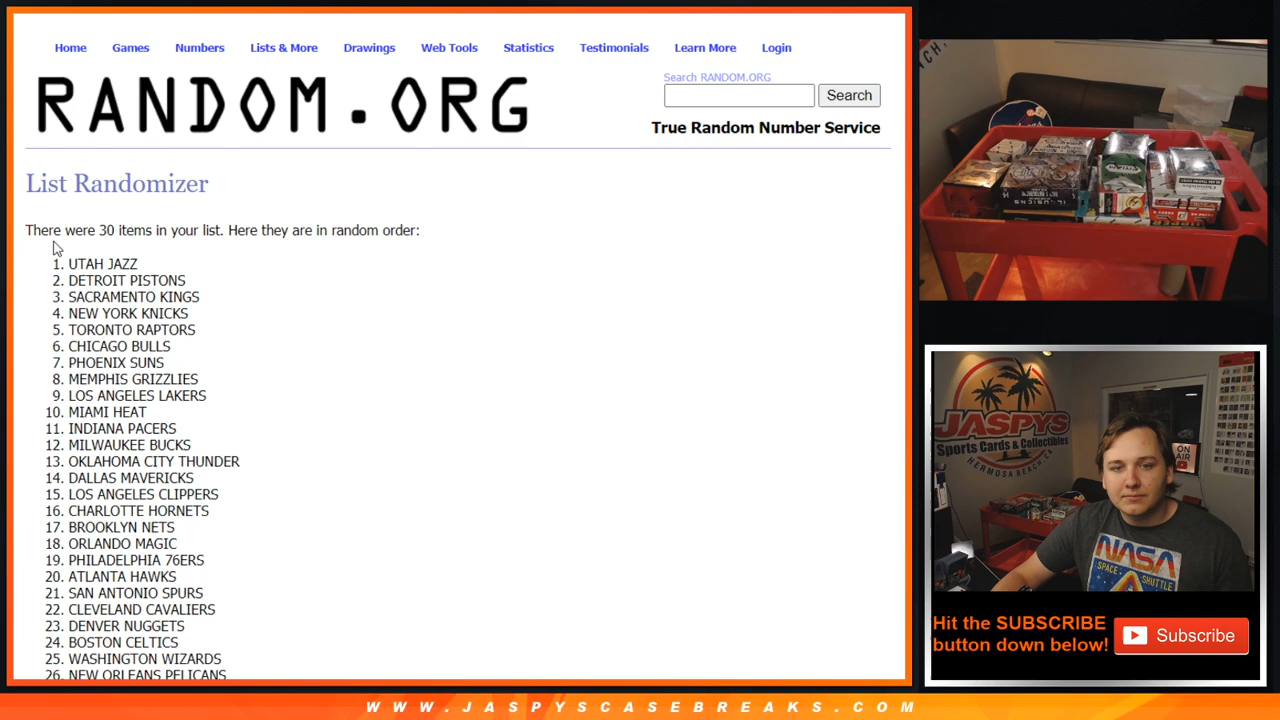 Home Games Numbers Lists & More Drawings Web Tools Statistics Testimonials Learn More Login
RANDOM.ORG
Search RANDOM.ORG
Search
True Random Number Service
List Randomizer
There were 30 items in your list. Here they are in random order:
1. UTAH JAZZ
2. DETROIT PISTONS
3. SACRAMENTO KINGS
4. NEW YORK KNICKS
5. TORONTO RAPTORS
6. CHICAGO BULLS
7. PHOENIX SUNS
8. MEMPHIS GRIZZLIES
9. LOS ANGELES LAKERS
10. MIAMI HEAT
11. INDIANA PACERS
12. MILWAUKEE BUCKS
13. OKLAHOMA CITY THUNDER
14. DALLAS MAVERICKS
15. LOS ANGELES CLIPPERS
16. CHARLOTTE HORNETS
17. BROOKLYN NETS
18. ORLANDO MAGIC
19. PHILADELPHIA 76ERS
20. ATLANTA HAWKS
21. SAN ANTONIO SPURS
22. CLEVELAND CAVALIERS
23. DENVER NUGGETS
24. BOSTON CELTICS
25. WASHINGTON WIZARDS
26. NEW ORLEANS PELICANS
JASPYS
Sports Cards & Collectibles
HERMOSA BEACH, CA
ON
AIR
NASA
SPACE SHUTTLE
Hit the SUBSCRIBE
button down below!
Subscribe
WWW.JASPYSCASEBREAKS.COM